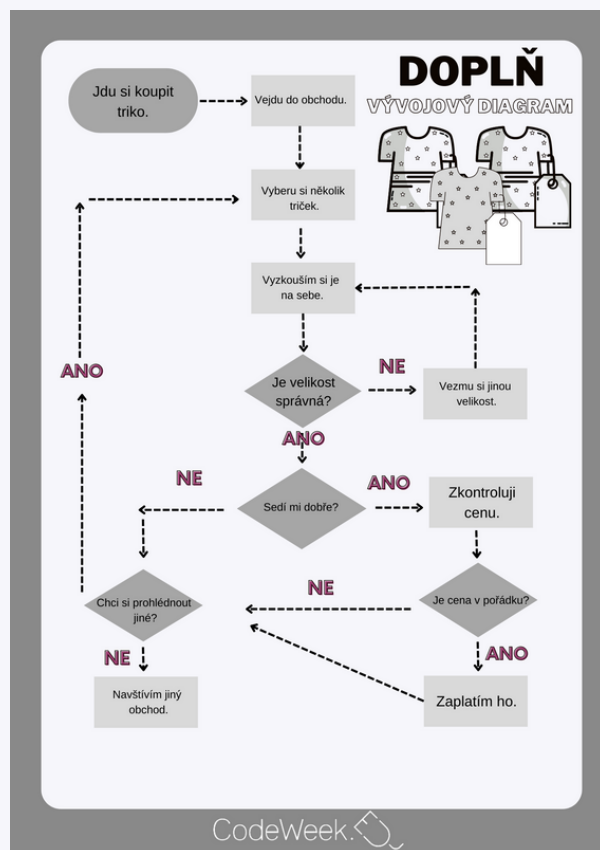 DOPLŇ
VÝVOJOVÝ DIAGRAM
Jdu si koupit
triko.
Vejdu do obchodu.
Vyberu si několik
triček.
Vyzkouším si je
na sebe.
ANO
Je velikost
správná?
NE
Vezmu si jinou
velikost.
ANO
NE
Sedí mi dobře?
ANO
Zkontroluji
cenu.
Chci si prohlédnout
jiné?
NE
Je cena v pořádku?
NE
ANO
Navštívím jiný
obchod.
Zaplatím ho.
CodeWeek.